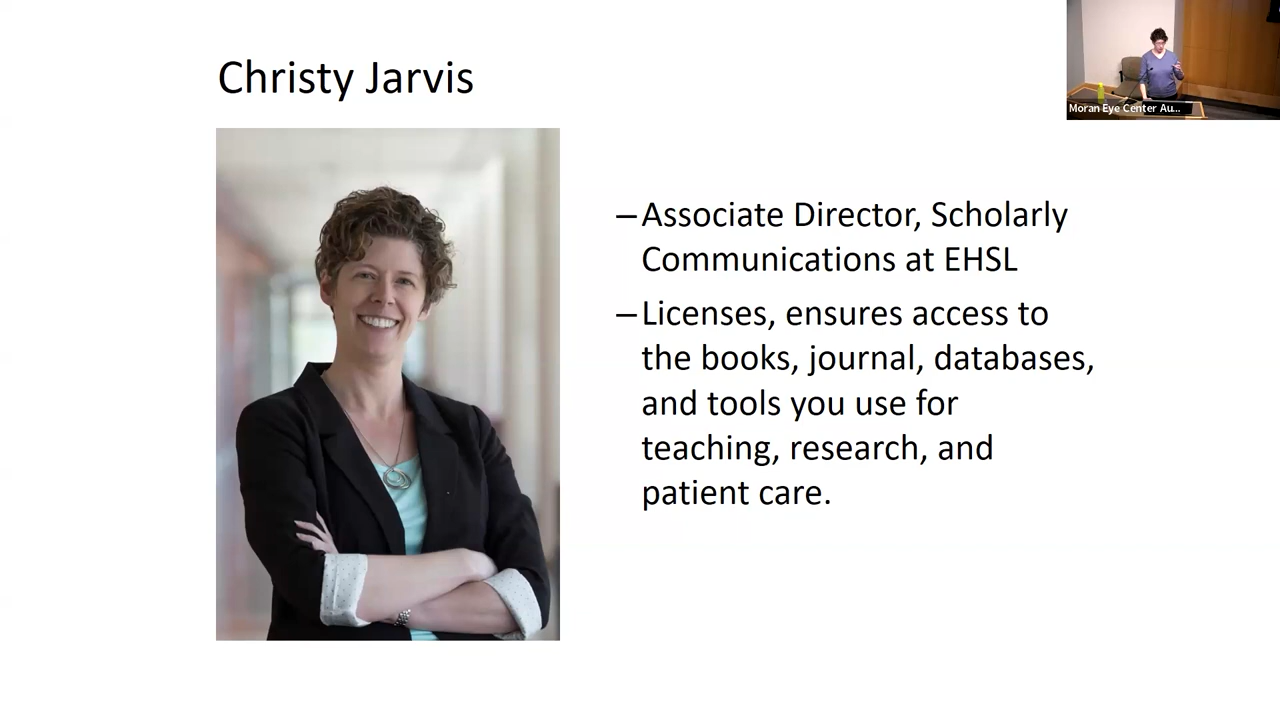 Christy Jarvis
Moran Eye Center Au...
–Associate Director, Scholarly
Communications at EHSL
–Licenses, ensures access to
the books, journal, databases,
and tools you use for
teaching, research, and
patient care.